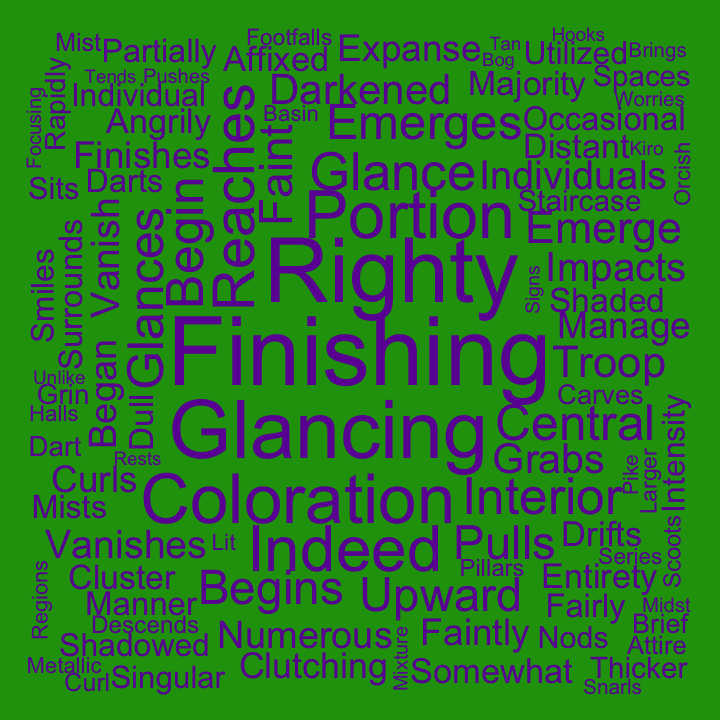 Mist
Partially
Footfalls
Affixed
Expanse
Tan
Bog
Hooks
Utilized
Brings
Tends
Pushes
Individual
Darkened
Majority
Spaces
Worries
Focusing
Rapidly
Angrily
Basin
Emerges
Occasional
Finishes
Reaches
Faint
Glance
Distant
Kiro
Orcish
Sits
Darts
Begin
Individuals
Staircase
Portion
Emerge
Vanish
Glances
Righty
Impacts
Signs
Shaded
Smiles
Surrounds
Manage
Finishing
Troop
Unlike
Grin
Began
Dull
Carves
Halls
Glancing
Central
Intensity
Dart
Rests
Grabs
Pike
Larger
Curls
Coloration
Interior
Mists
Vanishes
Lit
Indeed
Pulls
Drifts
Scoots
Series
Pillars
Cluster
Begins
Upward
Entirety
Regions
Manner
Fairly
Midst
Descends
Brief
Shadowed
Numerous
Faintly
Nods
Attire
Metallic
Curl
Singular
Clutching
Mixture
Somewhat
Thicker
Snarls